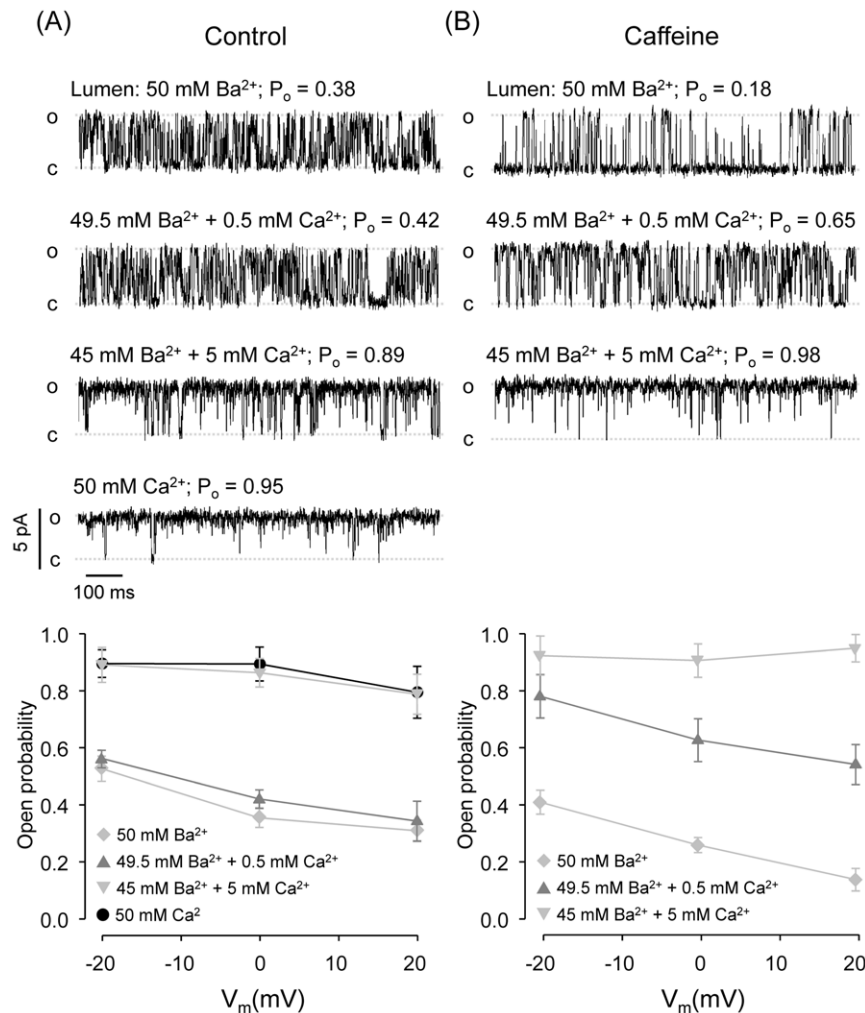 (A)
Control
Lumen: 50 mM Ba²⁺; Pₒ = 0.38
o
c
49.5 mM Ba²⁺ + 0.5 mM Ca²⁺; Pₒ = 0.42
o
c
45 mM Ba²⁺ + 5 mM Ca²⁺; Pₒ = 0.89
o
c
50 mM Ca²⁺; Pₒ = 0.95
o
c
5 pA
100 ms
(B)
Caffeine
Lumen: 50 mM Ba²⁺; Pₒ = 0.18
o
c
49.5 mM Ba²⁺ + 0.5 mM Ca²⁺; Pₒ = 0.65
o
c
45 mM Ba²⁺ + 5 mM Ca²⁺; Pₒ = 0.98
o
c
Open probability
1.0
0.8
0.6
0.4
0.2
0.0
50 mM Ba²⁺
49.5 mM Ba²⁺ + 0.5 mM Ca²⁺
45 mM Ba²⁺ + 5 mM Ca²⁺
50 mM Ca²
-20 -10 0 10 20
Vₘ(mV)
Open probability
1.0
0.8
0.6
0.4
0.2
0.0
50 mM Ba²⁺
49.5 mM Ba²⁺ + 0.5 mM Ca²⁺
45 mM Ba²⁺ + 5 mM Ca²⁺
-20 -10 0 10 20
Vₘ(mV)